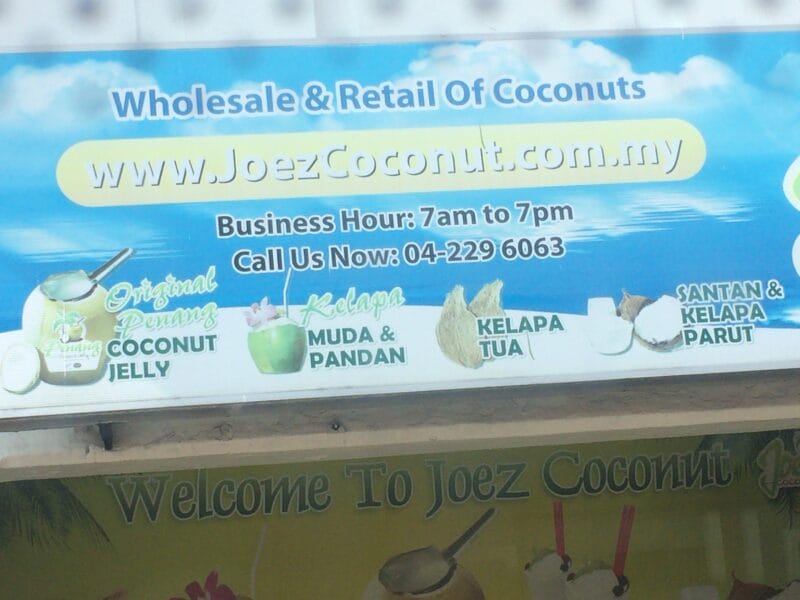 Wholesale & Retail Of Coconuts
www.JoezCoconut.com.my
Business Hour: 7am to 7pm
Call Us Now: 04-229 6063
Original
Penang
COCONUT
JELLY
Penang
Kelapa
MUDA &
PANDAN
KELAPA
TUA
SANTAN &
KELAPA
PARUT
Welcome To Joez Coconut